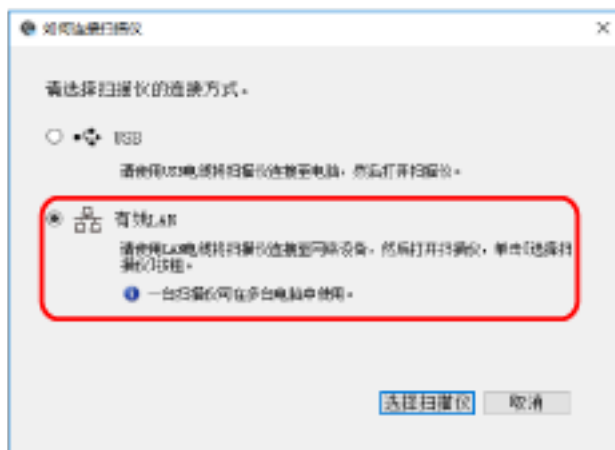 如何连接扫描仪
请选择扫描仪的连接方式。
USB
请使用USB电缆将扫描仪连接至电脑，然后打开扫描仪。
有线LAN
请使用LAN电缆将扫描仪连接至网络设备，然后打开扫描仪，单击[选择扫
描仪]按钮。
一台扫描仪可在多台电脑中使用。
选择扫描仪 取消